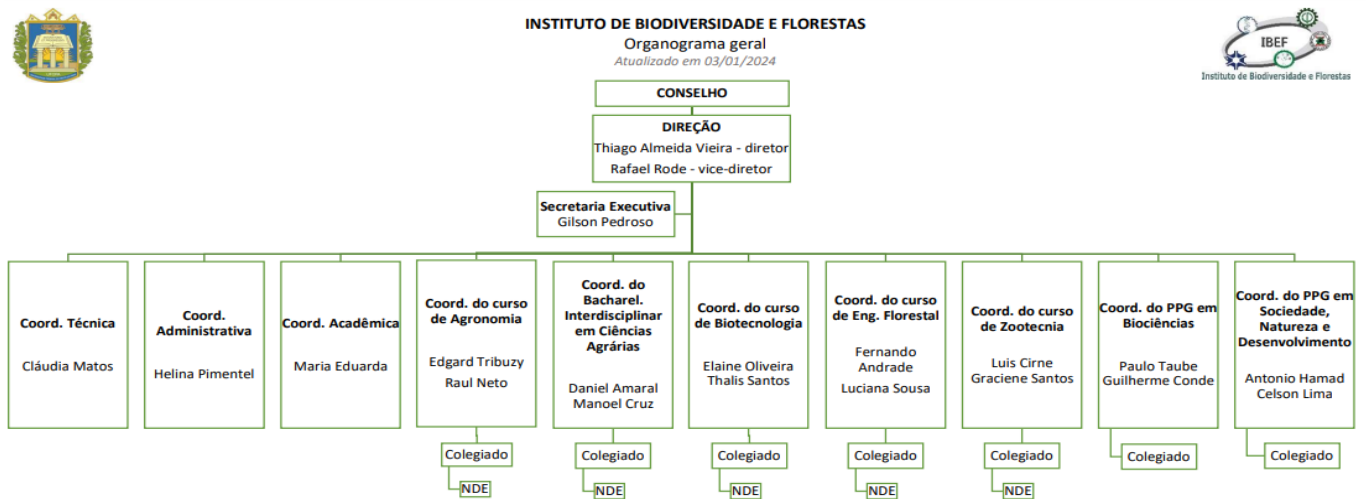 INSTITUTO DE BIODIVERSIDADE E FLORESTAS
Organograma geral
Atualizado em 03/01/2024
IBEF
Instituto de Biodiversidade e Florestas
CONSELHO
DIREÇÃO
Thiago Almeida Vieira - diretor
Rafael Rode - vice-diretor
Secretaria Executiva
Gilson Pedroso
Coord. Técnica
Cláudia Matos
Coord.
Administrativa
Helina Pimentel
Coord. Acadêmica
Maria Eduarda
Coord. do curso
de Agronomia
Edgard Tribuzy
Raul Neto
Colegiado
NDE
Coord. do
Bacharel.
Interdisciplinar
em Ciências
Agrárias
Daniel Amaral
Manoel Cruz
Colegiado
NDE
Coord. do curso
de Biotecnologia
Elaine Oliveira
Thalis Santos
Colegiado
NDE
Coord. do curso
de Eng. Florestal
Fernando
Andrade
Luciana Sousa
Colegiado
NDE
Coord. do curso
de Zootecnia
Luis Cirne
Graciene Santos
Colegiado
NDE
Coord. do PPG em
Biociências
Paulo Taube
Guilherme Conde
Colegiado
Coord. do PPG em
Sociedade,
Natureza e
Desenvolvimento
Antonio Hamad
Celson Lima
Colegiado